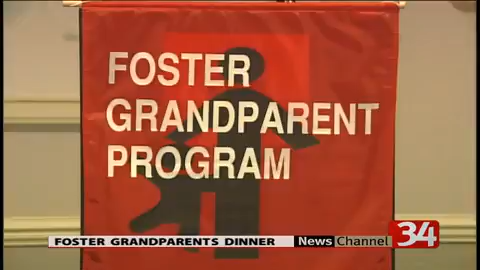 FOSTER
GRANDPARENT
PROGRAM
FOSTER GRANDPARENTS DINNER
News Channel 34